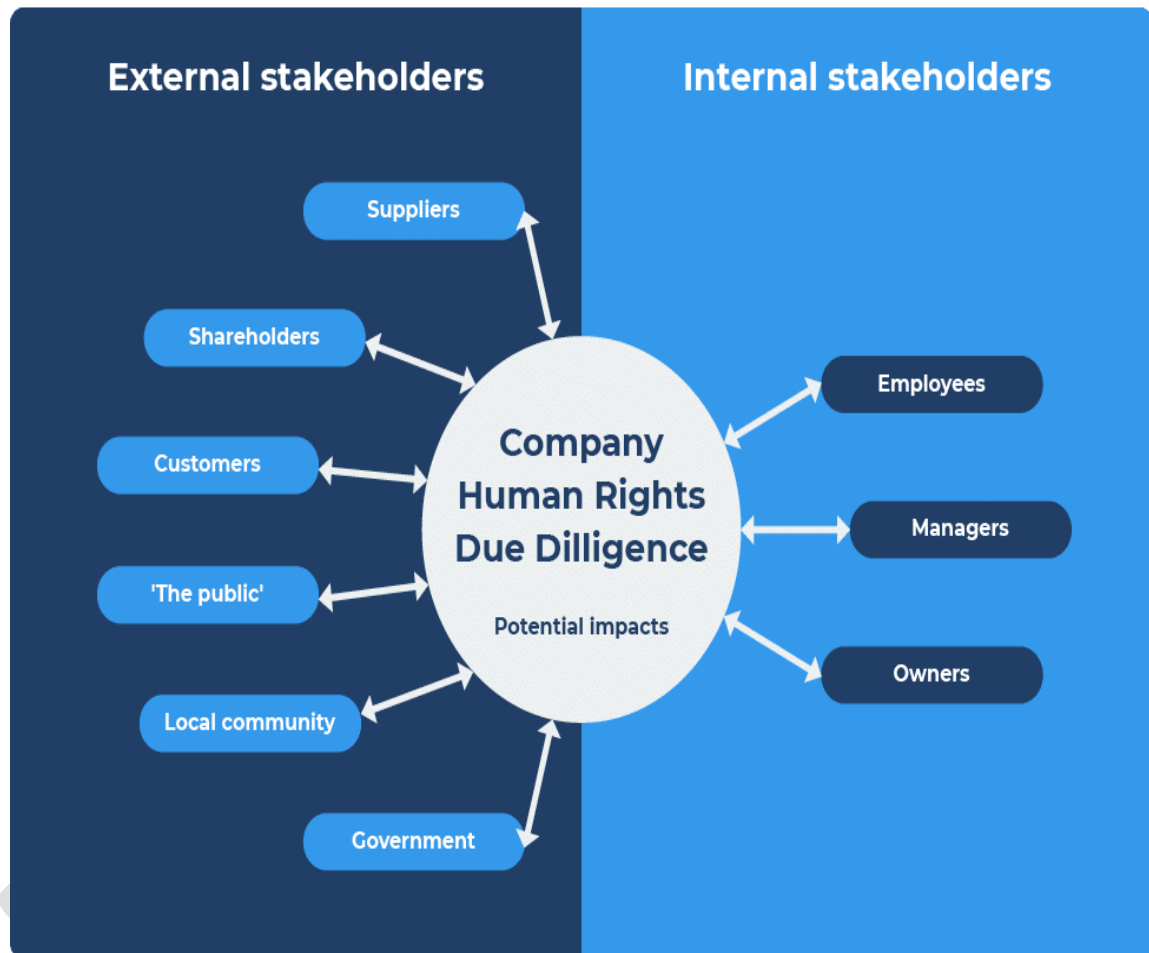 External stakeholders
Internal stakeholders
Suppliers
Shareholders
Customers
'The public'
Local community
Government
Company
Human Rights
Due Dilligence
Potential impacts
Employees
Managers
Owners